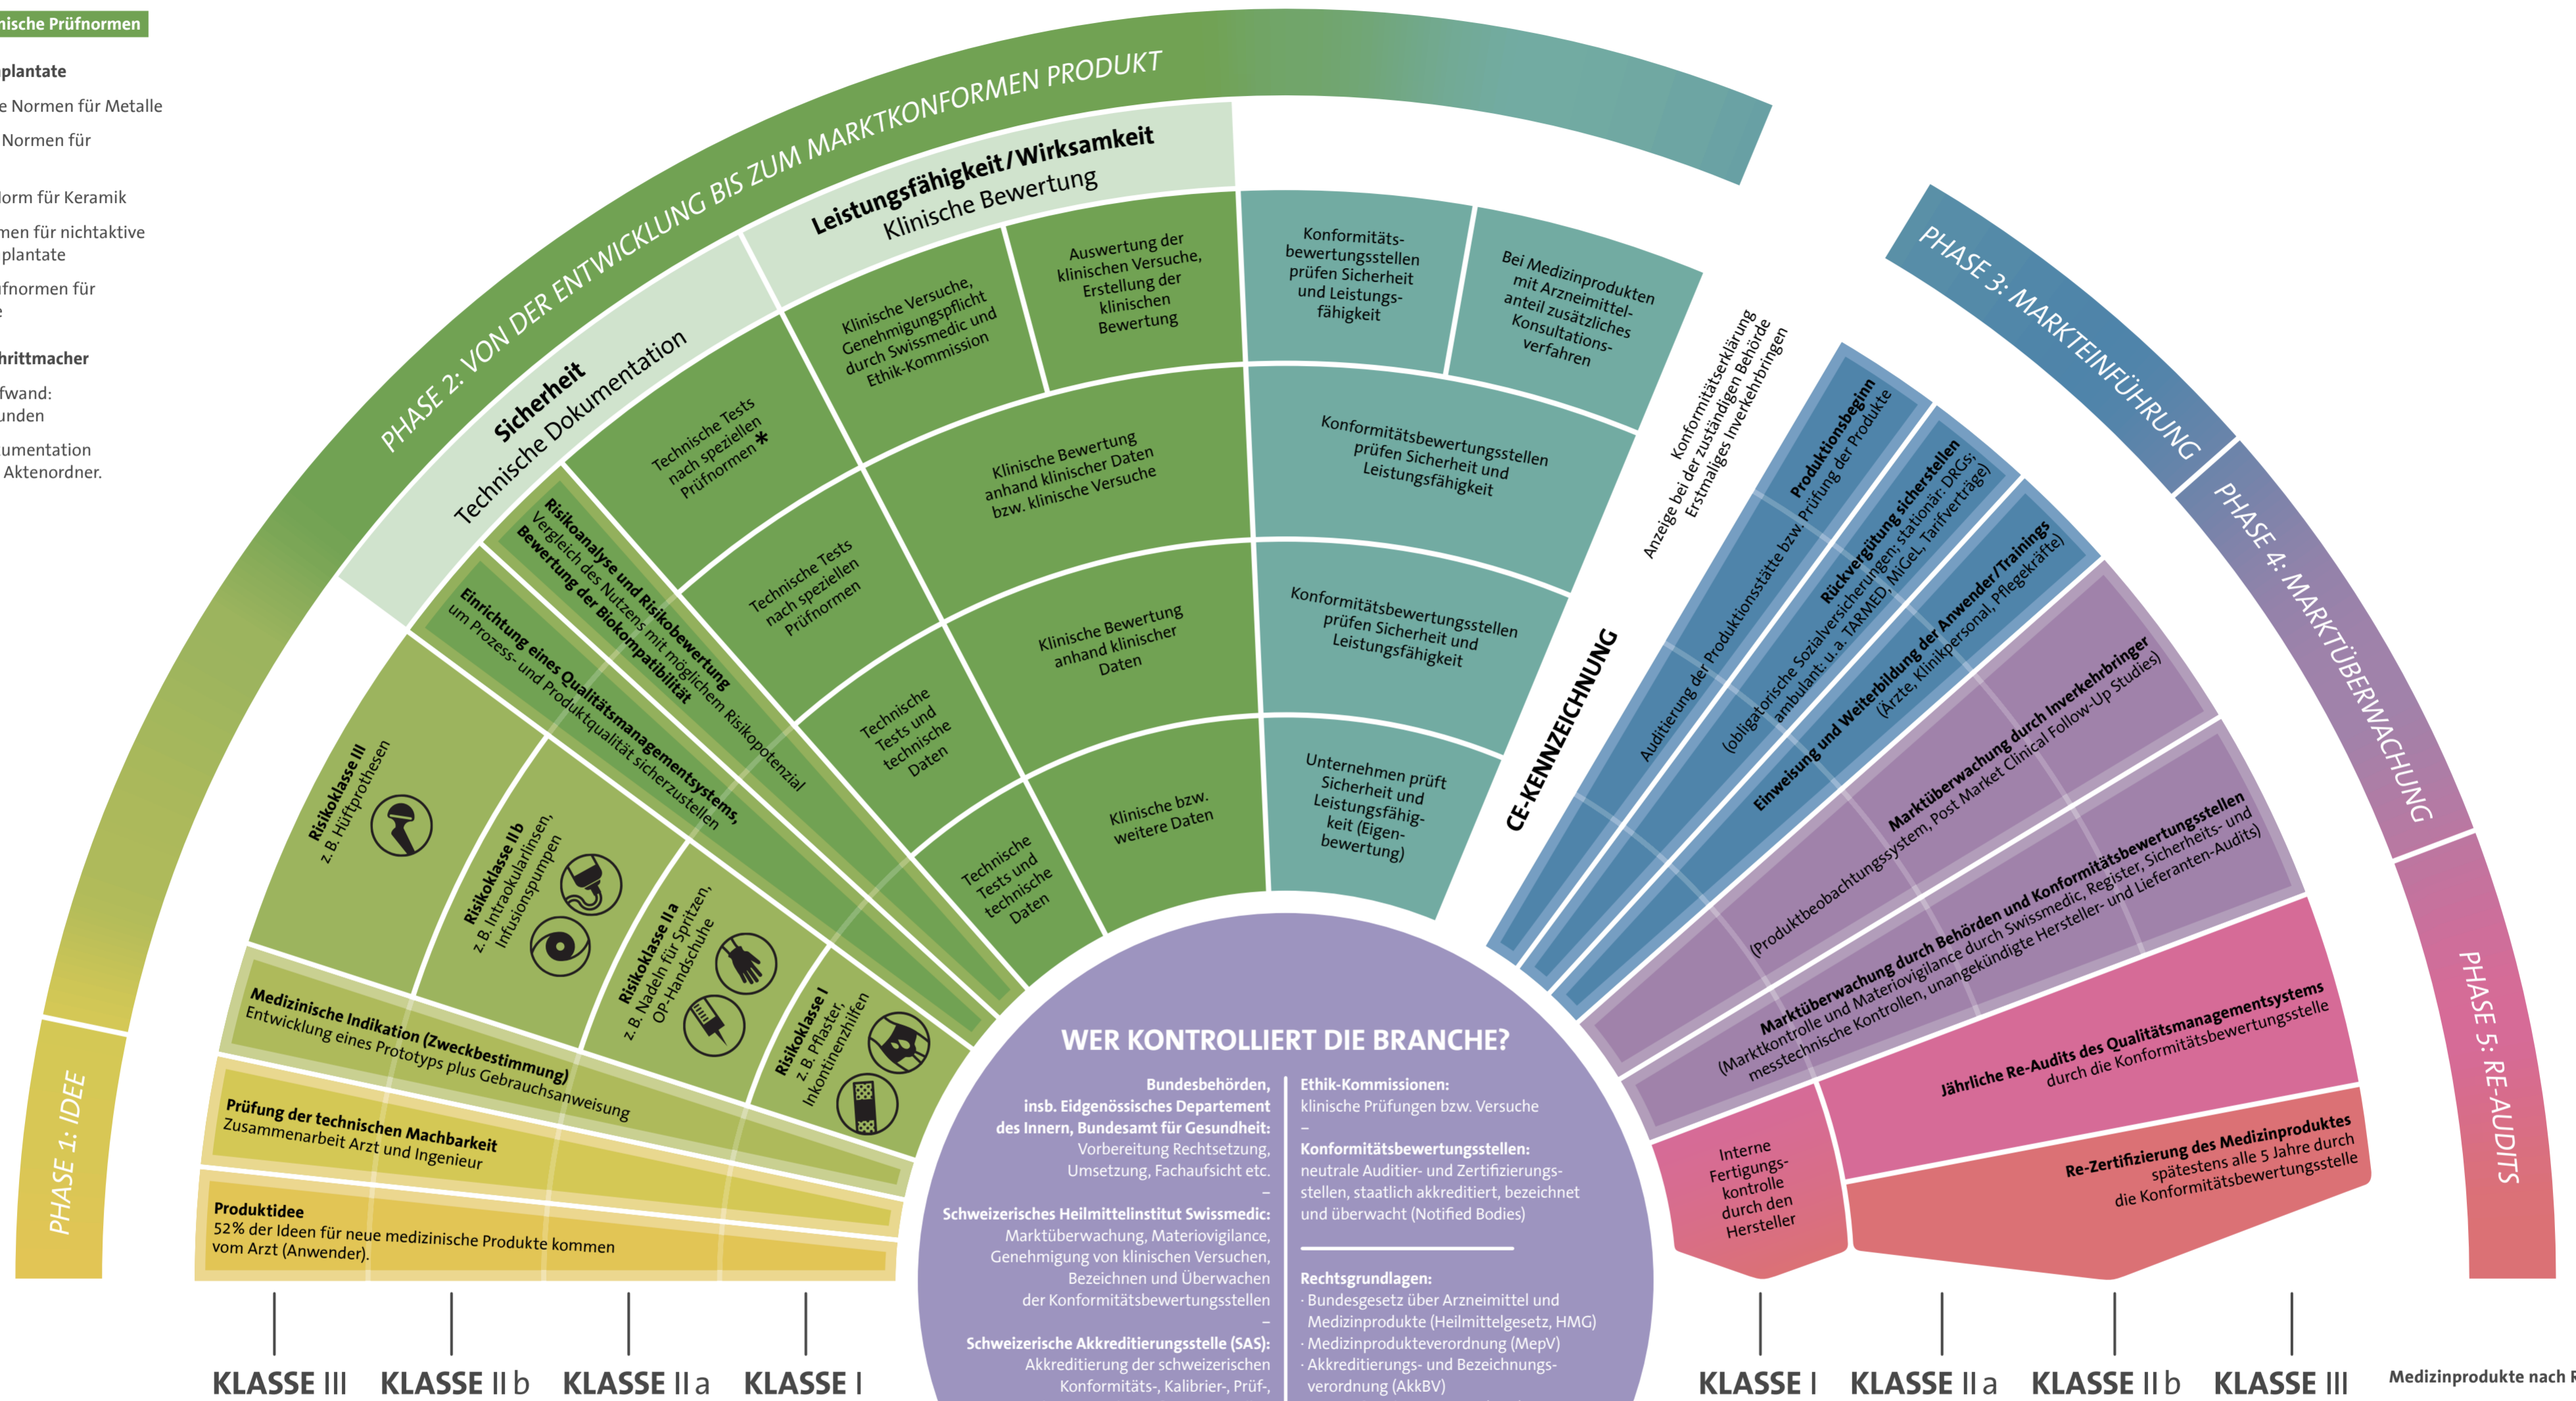 nische Prüfnormen
plantate
e Normen für Metalle
Normen für
orm für Keramik
men für nichtaktive
plantate
fnormen für
e
hrittmacher
fwand:
unden
umentation
Aktenordner.
PHASE 1: IDEE
PHASE 2: VON DER ENTWICKLUNG BIS ZUM MARKTKONFORMEN PRODUKT
PHASE 3: MARKTEINFÜHRUNG
PHASE 4: MARKTÜBERWACHUNG
PHASE 5: RE-AUDITS
Produktidee
52% der Ideen für neue medizinische Produkte kommen
vom Arzt (Anwender).
Prüfung der technischen Machbarkeit
Zusammenarbeit Arzt und Ingenieur
Medizinische Indikation (Zweckbestimmung)
Entwicklung eines Prototyps plus Gebrauchsanweisung
Risikoklasse III
z. B. Hüftprothesen
Risikoklasse II b
z. B. Intraokularlinsen,
Infusionspumpen
Risikoklasse II a
z. B. Nadeln für Spritzen,
OP-Handschuhe
Risikoklasse I
z. B. Pflaster,
Inkontinenzhilfen
Sicherheit
Technische Dokumentation
Einrichtung eines Qualitätsmanagementsystems,
um Prozess- und Produktqualität sicherzustellen
Risikoanalyse und Risikobewertung
Vergleich des Nutzens mit möglichem Risikopotenzial
Bewertung der Biokompatibilität
Technische Tests
nach speziellen
Prüfnormen*
Technische Tests
nach speziellen
Prüfnormen
Technische
Tests und
technische
Daten
Technische
Tests und
technische
Daten
Leistungsfähigkeit/Wirksamkeit
Klinische Bewertung
Klinische Versuche,
Genehmigungspflicht
durch Swissmedic und
Ethik-Kommission
Auswertung der
klinischen Versuche,
Erstellung der
klinischen
Bewertung
Klinische Bewertung
anhand klinischer Daten
bzw. klinische Versuche
Klinische Bewertung
anhand klinischer
Daten
Klinische bzw.
weitere Daten
Konformitäts-
bewertungsstellen
prüfen Sicherheit
und Leistungs-
fähigkeit
Bei Medizinprodukten
mit Arzneimittel-
anteil zusätzliches
Konsultations-
verfahren
Konformitätsbewertungsstellen
prüfen Sicherheit und
Leistungsfähigkeit
Konformitätsbewertungsstellen
prüfen Sicherheit und
Leistungsfähigkeit
Unternehmen prüft
Sicherheit und
Leistungsfähig-
keit (Eigen-
bewertung)
CE-KENNZEICHNUNG
Konformitätserklärung
Anzeige bei der zuständigen Behörde
Erstmaliges Inverkehrbringen
Produktionsbeginn
Auditierung der Produktionsstätte bzw. Prüfung der Produkte
Rückvergütung sicherstellen
(obligatorische Sozialversicherungen; stationär: DRGs;
ambulant: u. a. TARMED, MiGeL, Tarifverträge)
Einweisung und Weiterbildung der Anwender/Trainings
(Ärzte, Klinikpersonal, Pflegekräfte)
Marktüberwachung durch Inverkehrbringer
(Produktbeobachtungssystem, Post Market Clinical Follow-Up Studies)
Marktüberwachung durch Behörden und Konformitätsbewertungsstellen
(Marktkontrolle und Materiovigilance durch Swissmedic, Register, Sicherheits- und
messtechnische Kontrollen, unangekündigte Hersteller- und Lieferanten-Audits)
Interne
Fertigungs-
kontrolle
durch den
Hersteller
Jährliche Re-Audits des Qualitätsmanagementsystems
durch die Konformitätsbewertungsstelle
Re-Zertifizierung des Medizinproduktes
spätestens alle 5 Jahre durch
die Konformitätsbewertungsstelle
WER KONTROLLIERT DIE BRANCHE?
Bundesbehörden,
insb. Eidgenössisches Departement
des Innern, Bundesamt für Gesundheit:
Vorbereitung Rechtsetzung,
Umsetzung, Fachaufsicht etc.
–
Schweizerisches Heilmittelinstitut Swissmedic:
Marktüberwachung, Materiovigilance,
Genehmigung von klinischen Versuchen,
Bezeichnen und Überwachen
der Konformitätsbewertungsstellen
–
Schweizerische Akkreditierungsstelle (SAS):
Akkreditierung der schweizerischen
Konformitäts-, Kalibrier-, Prüf-,
Ethik-Kommissionen:
klinische Prüfungen bzw. Versuche
–
Konformitätsbewertungsstellen:
neutrale Auditier- und Zertifizierungs-
stellen, staatlich akkreditiert, bezeichnet
und überwacht (Notified Bodies)
Rechtsgrundlagen:
· Bundesgesetz über Arzneimittel und
Medizinprodukte (Heilmittelgesetz, HMG)
· Medizinprodukteverordnung (MepV)
· Akkreditierungs- und Bezeichnungs-
verordnung (AkkBV)
KLASSE III
KLASSE II b
KLASSE II a
KLASSE I
KLASSE I
KLASSE II a
KLASSE II b
KLASSE III
Medizinprodukte nach R